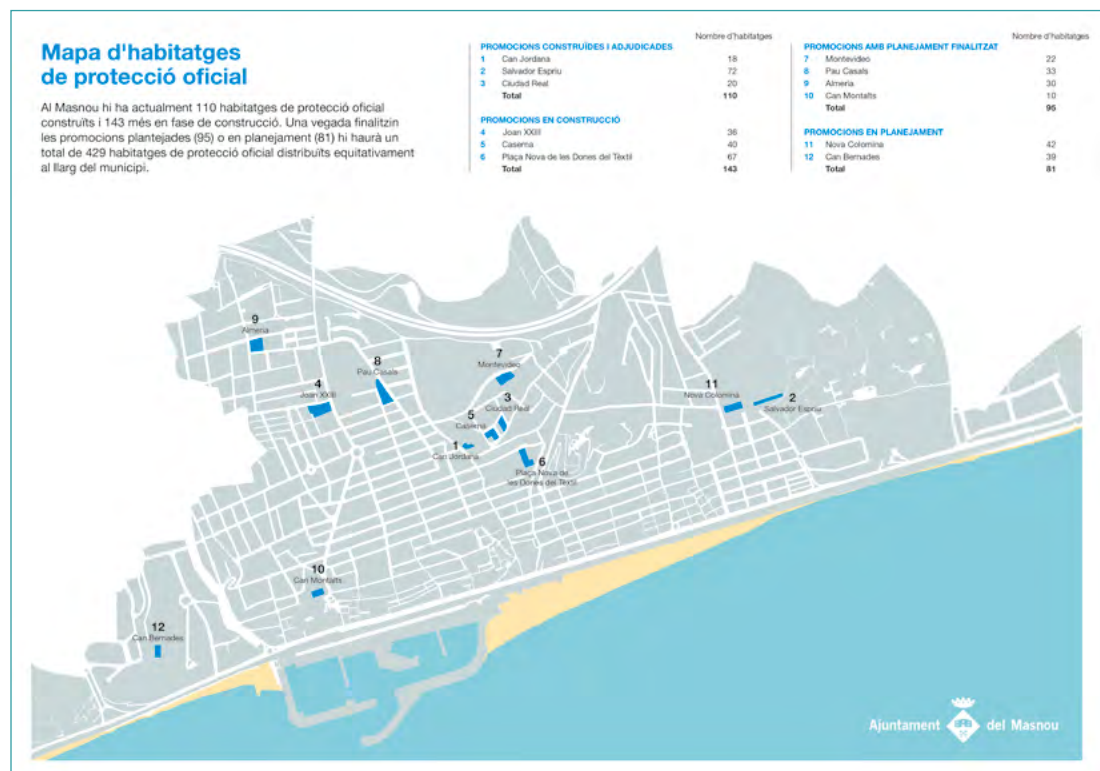 Mapa d'habitatges
de protecció oficial
Al Masnou hi ha actualment 110 habitatges de protecció oficial
construïts i 143 més en fase de construcció. Una vegada finalitzin
les promocions plantejades (95) o en planejament (81) hi haurà un
total de 429 habitatges de protecció oficial distribuïts equitativament
al llarg del municipi.
Nombre d'habitatges
PROMOCIONS CONSTRUÏDES I ADJUDICADES
1 Can Jordana 18
2 Salvador Espriu 72
3 Ciudad Real 20
Total 110
PROMOCIONS EN CONSTRUCCIÓ
4 Joan XXIII 36
5 Caserna 40
6 Plaça Nova de les Dones del Tèxtil 67
Total 143
Nombre d'habitatges
PROMOCIONS AMB PLANEJAMENT FINALITZAT
7 Montevideo 22
8 Pau Casals 33
9 Almeria 30
10 Can Montalts 10
Total 95
PROMOCIONS EN PLANEJAMENT
11 Nova Colomina 42
12 Can Bernades 39
Total 81
9
Almeria
8
Pau Casals
7
Montevideo
4
Joan XXIII
11
Nova Colomina
2
Salvador Espriu
3
Ciudad Real
5
Caserna
1
Can Jordana
6
Plaça Nova de
les Dones del Tèxtil
10
Can Montalts
12
Can Bernades
Ajuntament del Masnou